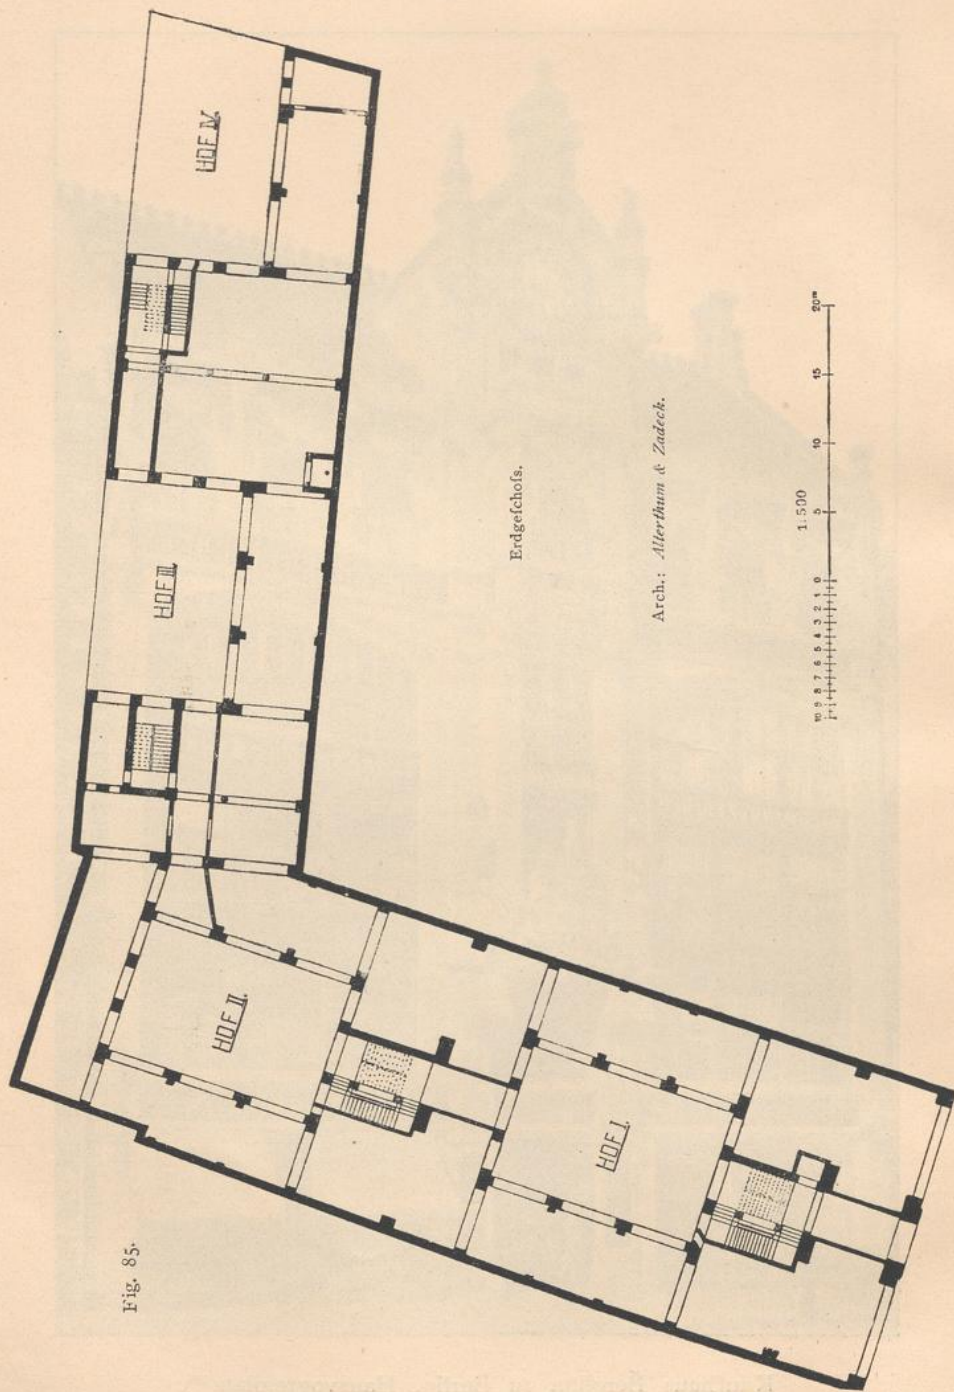 Fig. 85.
HOF IV.
HOF III.
HOF II.
HOF I.
Erdgeſchoſs.
Arch.: Alterthum & Zadeck.
1:500
10 9 8 7 6 5 4 3 2 1 0 5 10 15 20 m